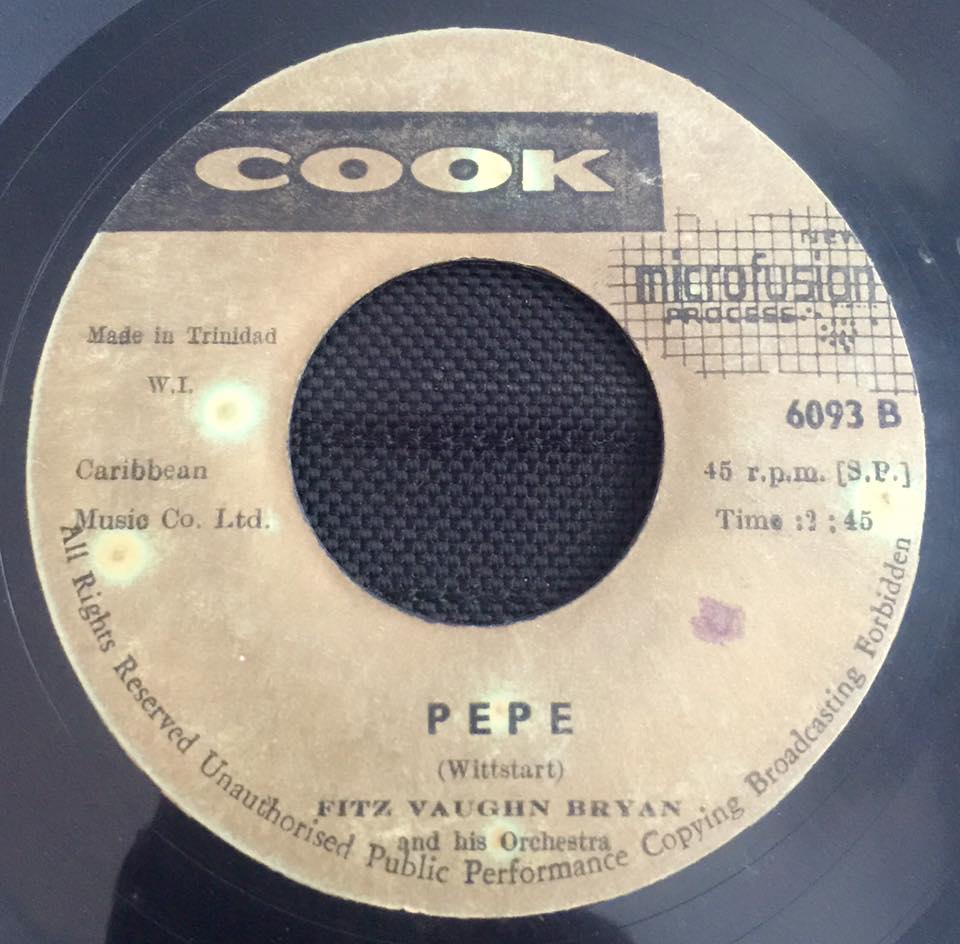 COOK
NEW
microfusion
PROCESS
Made in Trinidad
W.I.
6093 B
Caribbean
Music Co. Ltd.
45 r.p.m. [S.P.]
Time :2 : 45
PEPE
(Wittstart)
FITZ VAUGHN BRYAN
and his Orchestra
All Rights Reserved Unauthorised Public Performance Copying Broadcasting Forbidden